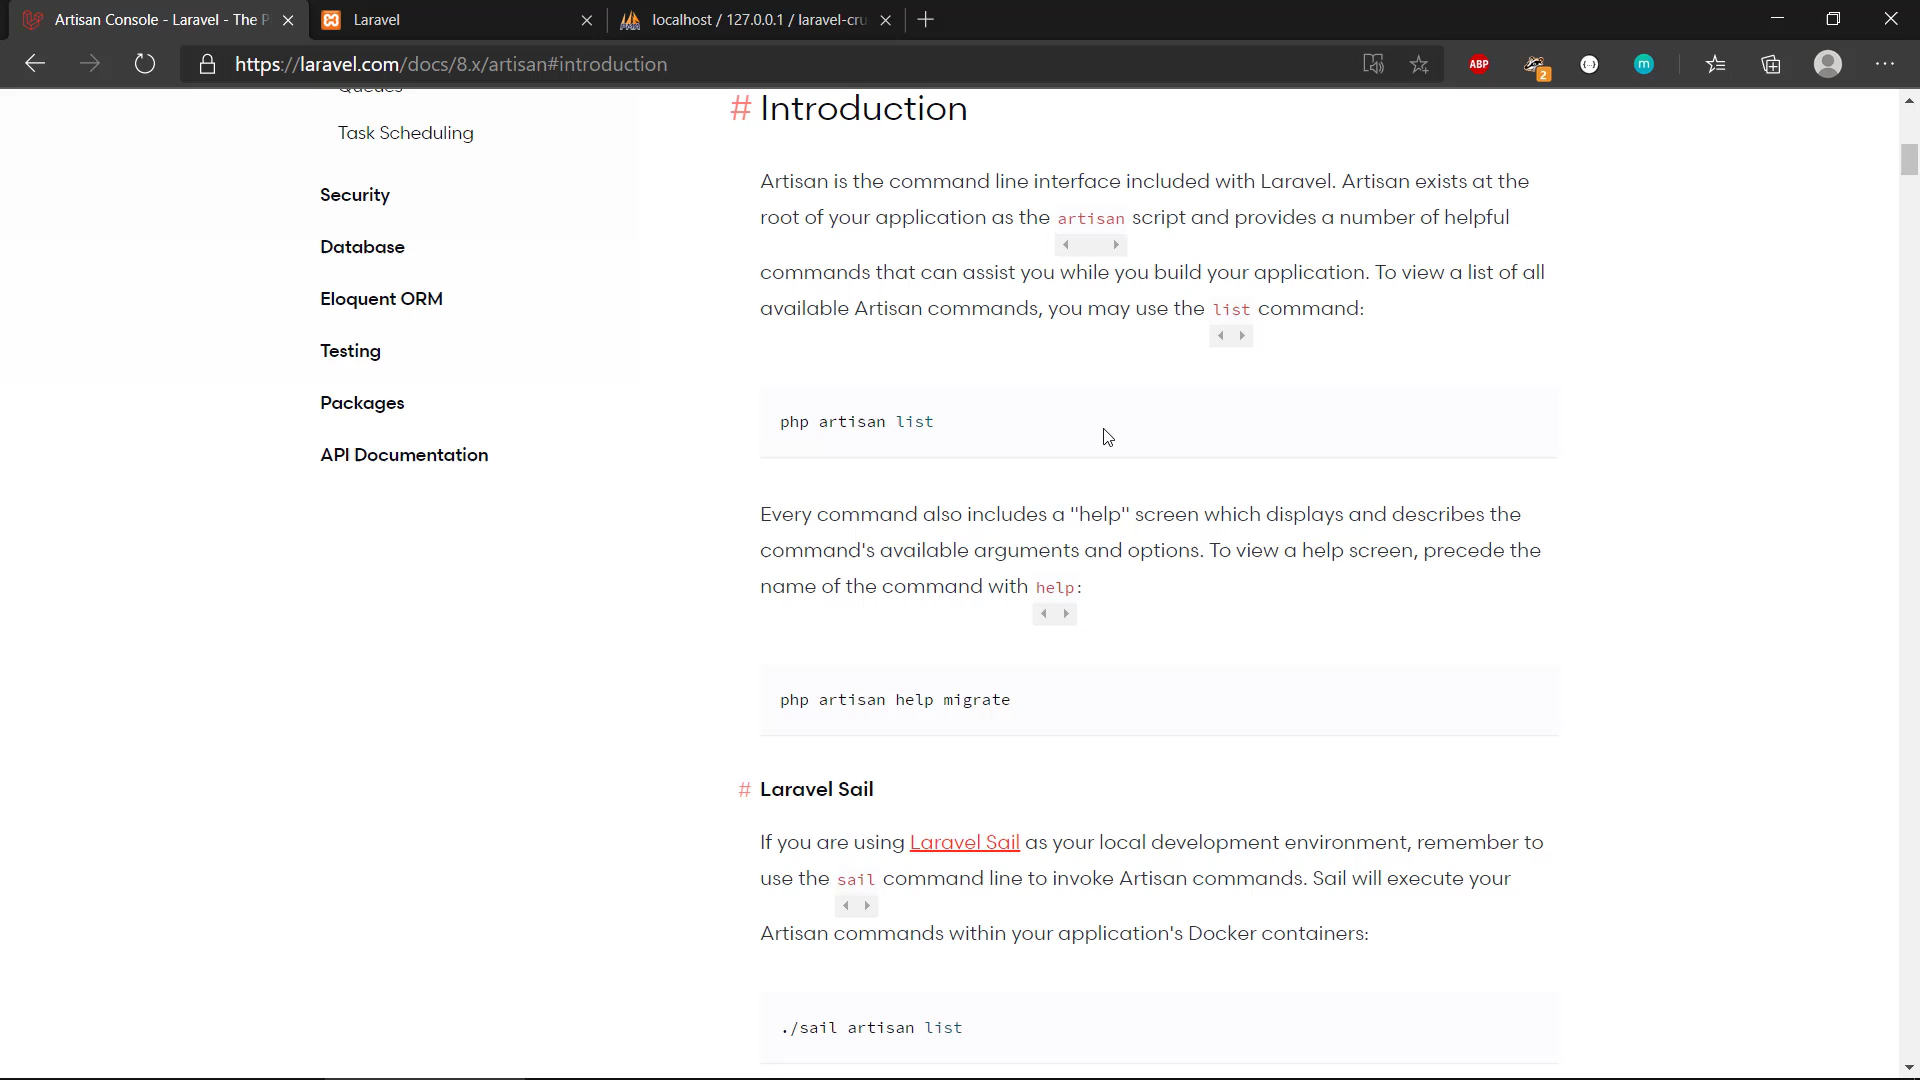 Artisan Console - Laravel - The P
Laravel
localhost / 127.0.0.1 / laravel-cru
https://laravel.com/docs/8.x/artisan#introduction
ABP
2
{··}
m
Queues
Task Scheduling
Security
Database
Eloquent ORM
Testing
Packages
API Documentation
# Introduction
Artisan is the command line interface included with Laravel. Artisan exists at the
root of your application as the artisan script and provides a number of helpful
commands that can assist you while you build your application. To view a list of all
available Artisan commands, you may use the list command:
php artisan list
Every command also includes a "help" screen which displays and describes the
command's available arguments and options. To view a help screen, precede the
name of the command with help:
php artisan help migrate
# Laravel Sail
If you are using Laravel Sail as your local development environment, remember to
use the sail command line to invoke Artisan commands. Sail will execute your
Artisan commands within your application's Docker containers:
./sail artisan list